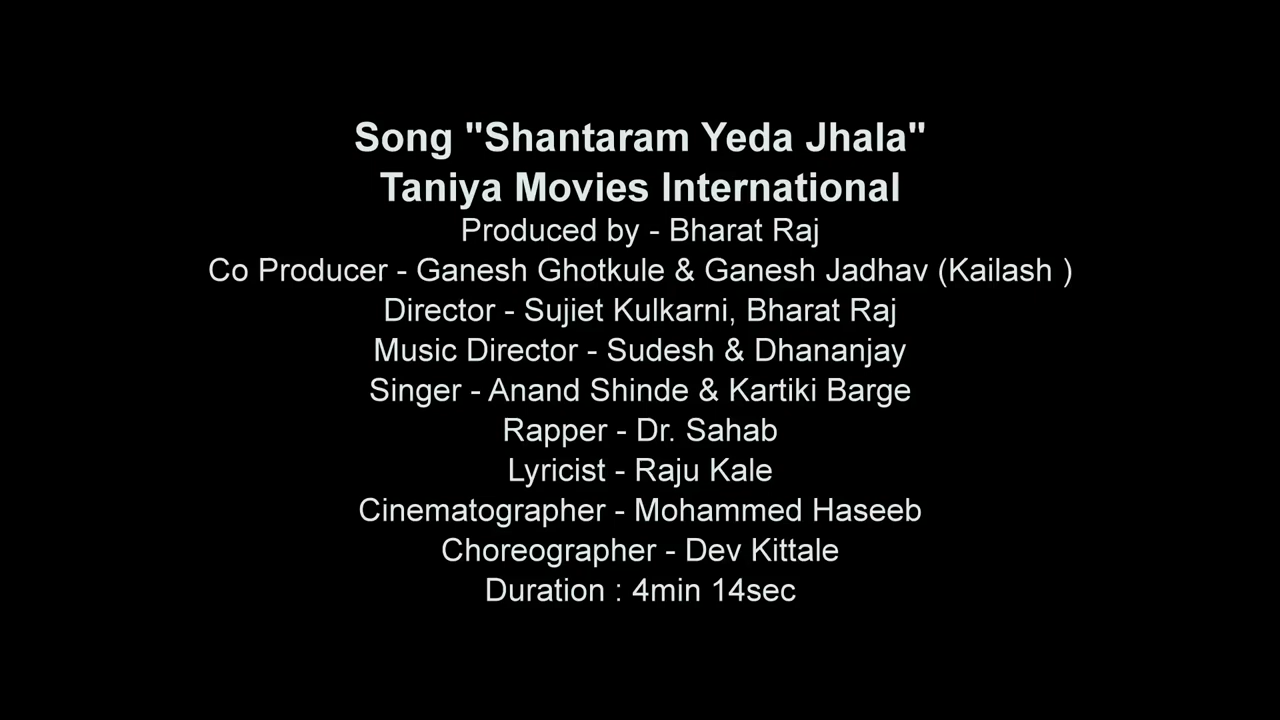 Song "Shantaram Yeda Jhala"
Taniya Movies International
Produced by - Bharat Raj
Co Producer - Ganesh Ghotkule & Ganesh Jadhav (Kailash )
Director - Sujiet Kulkarni, Bharat Raj
Music Director - Sudesh & Dhananjay
Singer - Anand Shinde & Kartiki Barge
Rapper - Dr. Sahab
Lyricist - Raju Kale
Cinematographer - Mohammed Haseeb
Choreographer - Dev Kittale
Duration : 4min 14sec